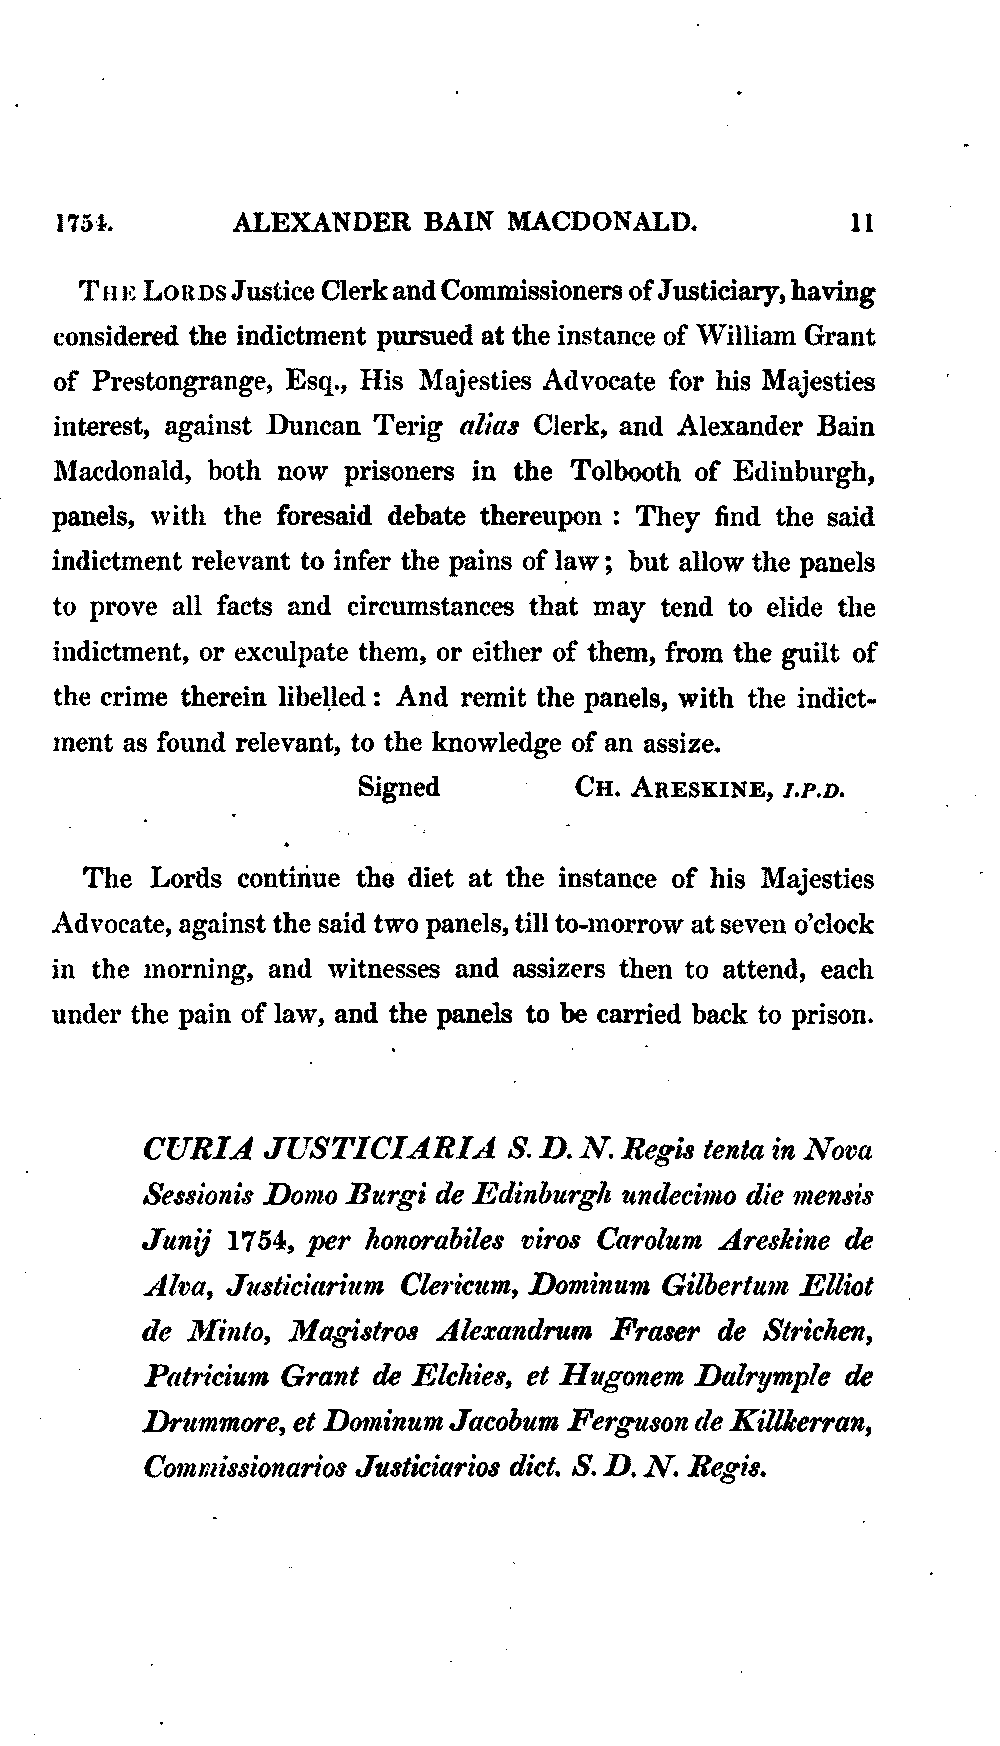 1754. ALEXANDER BAIN MACDONALD. 11
THE LORDS Justice Clerk and Commissioners of Justiciary, having
considered the indictment pursued at the instance of William Grant
of Prestongrange, Esq., His Majesties Advocate for his Majesties
interest, against Duncan Terig alias Clerk, and Alexander Bain
Macdonald, both now prisoners in the Tolbooth of Edinburgh,
panels, with the foresaid debate thereupon : They find the said
indictment relevant to infer the pains of law ; but allow the panels
to prove all facts and circumstances that may tend to elide the
indictment, or exculpate them, or either of them, from the guilt of
the crime therein libelled : And remit the panels, with the indict-
ment as found relevant, to the knowledge of an assize.
Signed CH. ARESKINE, I.P.D.
The Lords continue the diet at the instance of his Majesties
Advocate, against the said two panels, till to-morrow at seven o'clock
in the morning, and witnesses and assizers then to attend, each
under the pain of law, and the panels to be carried back to prison.
CURIA JUSTICIARIA S. D. N. Regis tenta in Nova
Sessionis Domo Burgi de Edinburgh undecimo die mensis
Junij 1754, per honorabiles viros Carolum Areskine de
Alva, Justiciarium Clericum, Dominum Gilbertum Elliot
de Minto, Magistros Alexandrum Fraser de Strichen,
Patricium Grant de Elchies, et Hugonem Dalrymple de
Drummore, et Dominum Jacobum Ferguson de Killkerran,
Commissionarios Justiciarios dict. S. D. N. Regis.